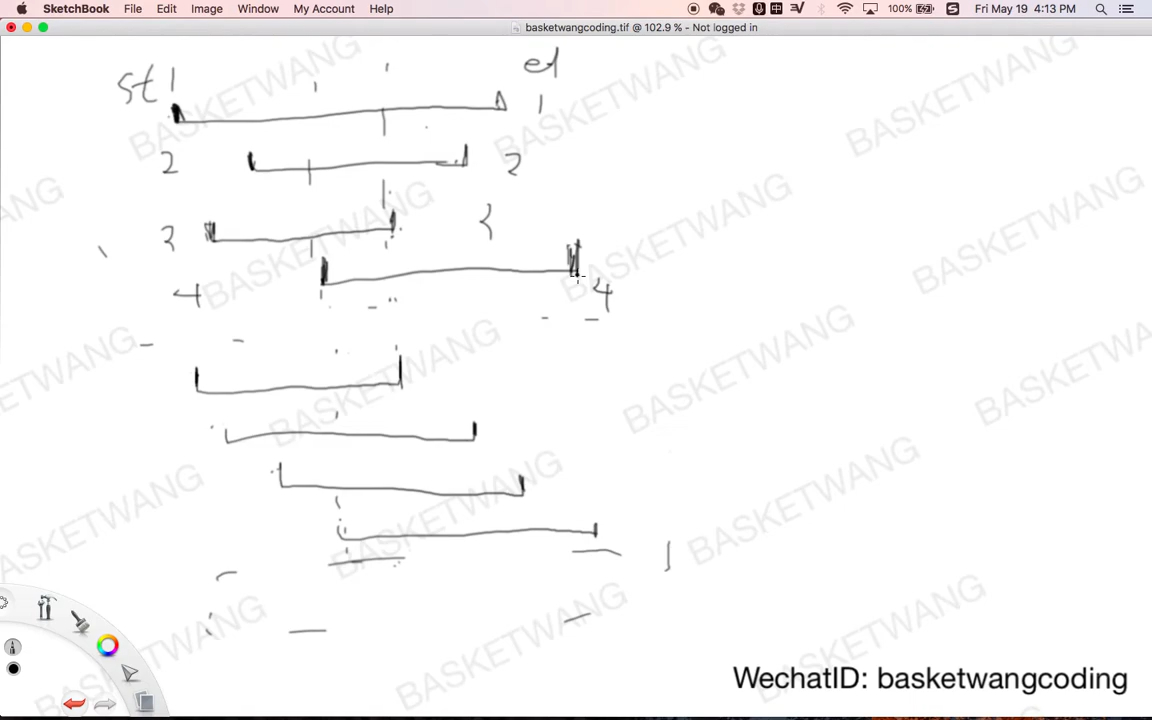 SketchBook File Edit Image Window My Account Help 100% Fri May 19 4:13 PM
basketwangcoding.tif @ 102.9 % - Not logged in
st ed
1 1
2 2
3 3
4 4
BASKETWANG
WechatID: basketwangcoding